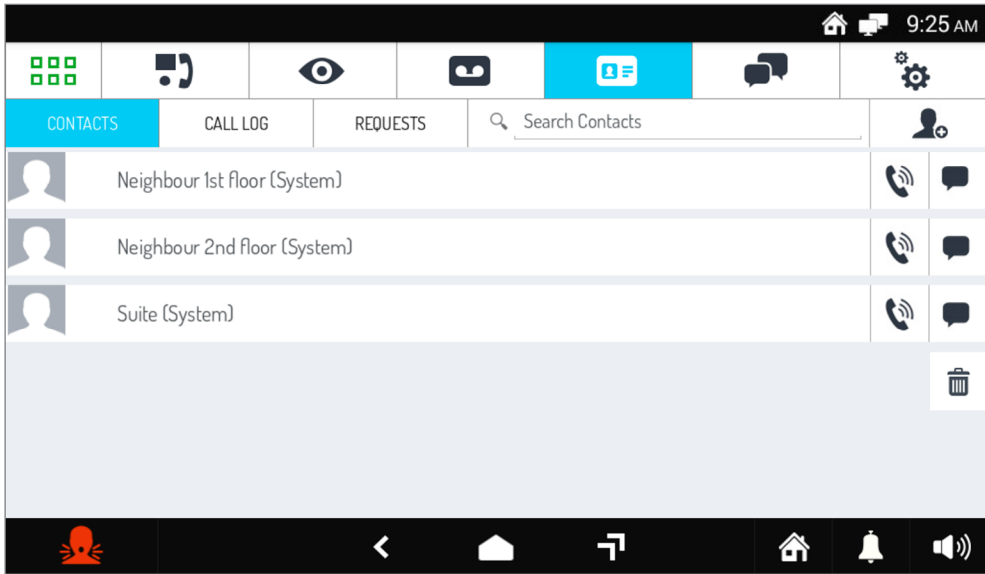 9:25 AM
CONTACTS CALL LOG REQUESTS Search Contacts
Neighbour 1st floor (System)
Neighbour 2nd floor (System)
Suite (System)